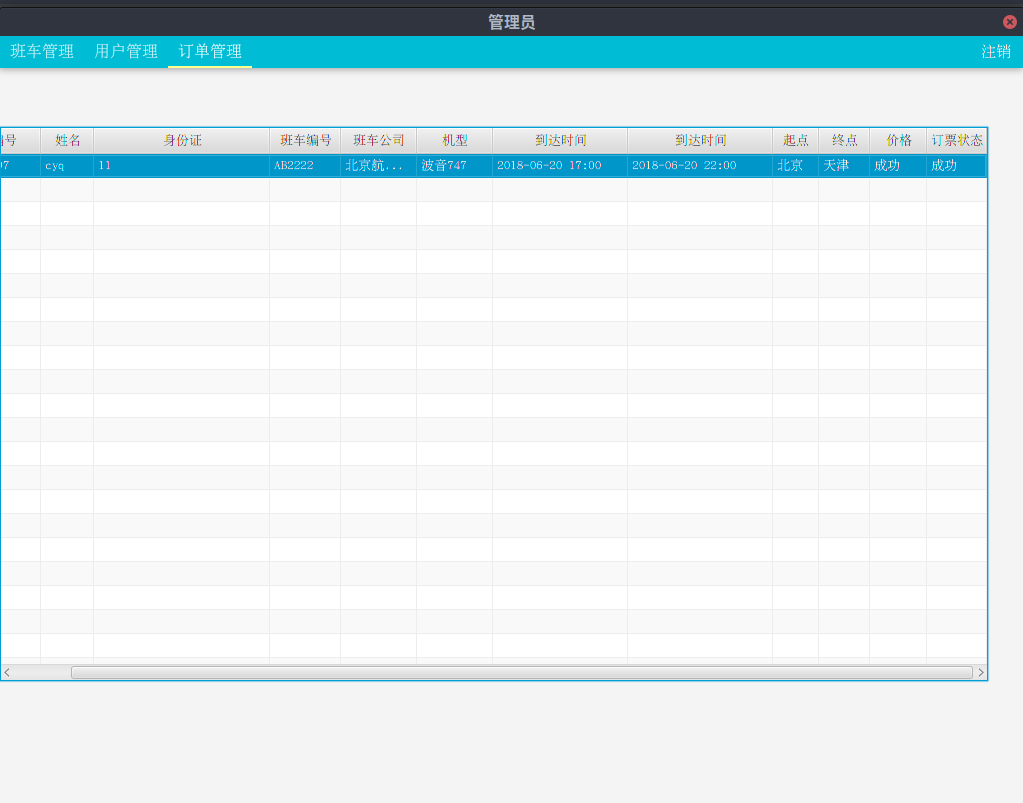 管理员
班车管理 用户管理 订单管理 注销
号 姓名 身份证 班车编号 班车公司 机型 到达时间 到达时间 起点 终点 价格 订票状态
7 cyq 11 AB2222 北京航... 波音747 2018-06-20 17:00 2018-06-20 22:00 北京 天津 成功 成功